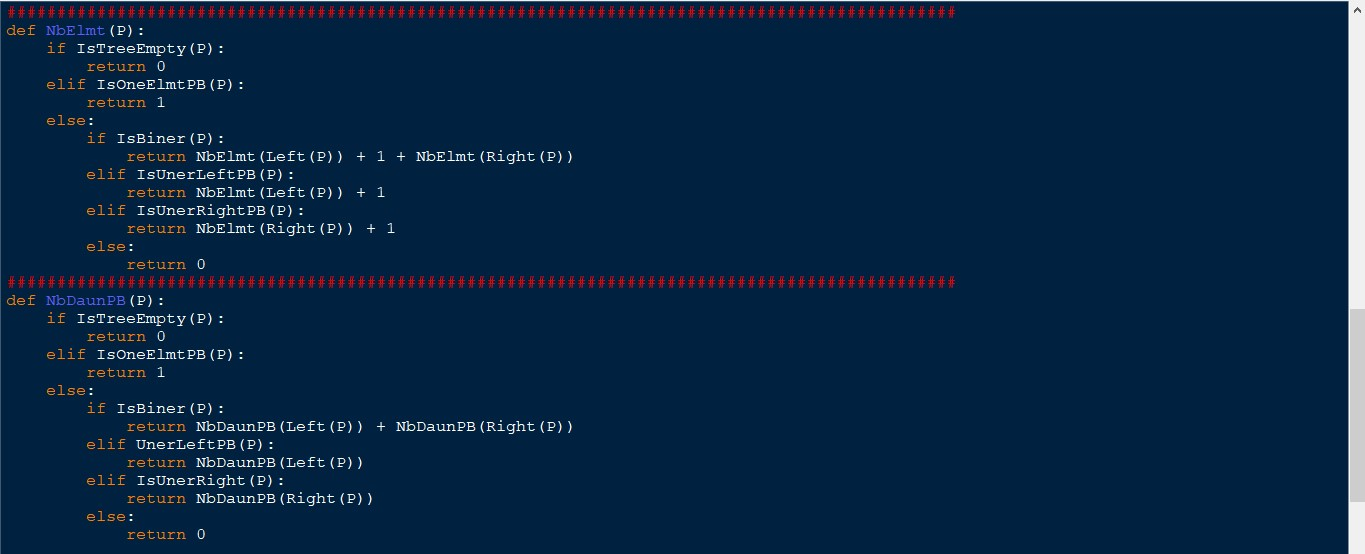 ###############################################################################################
def NbElmt(P):
    if IsTreeEmpty(P):
        return 0
    elif IsOneElmtPB(P):
        return 1
    else:
        if IsBiner(P):
            return NbElmt(Left(P)) + 1 + NbElmt(Right(P))
        elif IsUnerLeftPB(P):
            return NbElmt(Left(P)) + 1
        elif IsUnerRightPB(P):
            return NbElmt(Right(P)) + 1
        else:
            return 0
###############################################################################################
def NbDaunPB(P):
    if IsTreeEmpty(P):
        return 0
    elif IsOneElmtPB(P):
        return 1
    else:
        if IsBiner(P):
            return NbDaunPB(Left(P)) + NbDaunPB(Right(P))
        elif UnerLeftPB(P):
            return NbDaunPB(Left(P))
        elif IsUnerRight(P):
            return NbDaunPB(Right(P))
        else:
            return 0